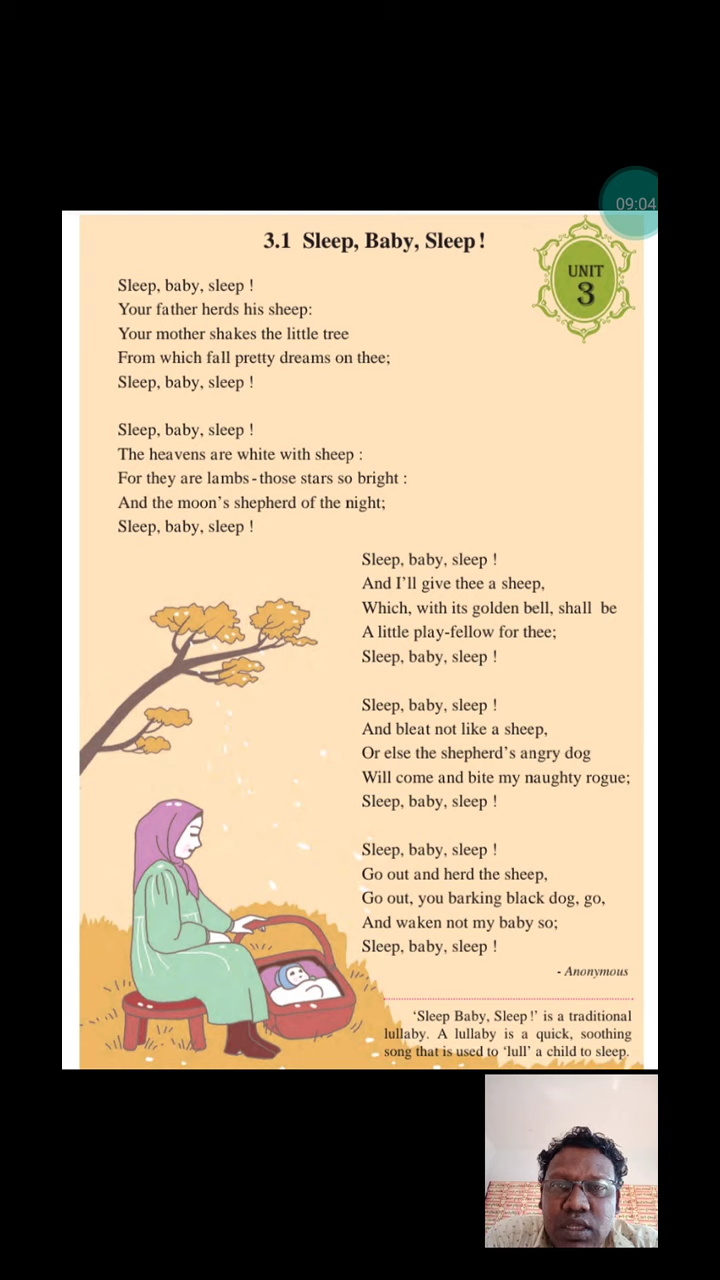 09:04
3.1 Sleep, Baby, Sleep !
UNIT
3
Sleep, baby, sleep !
Your father herds his sheep:
Your mother shakes the little tree
From which fall pretty dreams on thee;
Sleep, baby, sleep !
Sleep, baby, sleep !
The heavens are white with sheep :
For they are lambs - those stars so bright :
And the moon's shepherd of the night;
Sleep, baby, sleep !
Sleep, baby, sleep !
And I'll give thee a sheep,
Which, with its golden bell, shall be
A little play-fellow for thee;
Sleep, baby, sleep !
Sleep, baby, sleep !
And bleat not like a sheep,
Or else the shepherd's angry dog
Will come and bite my naughty rogue;
Sleep, baby, sleep !
Sleep, baby, sleep !
Go out and herd the sheep,
Go out, you barking black dog, go,
And waken not my baby so;
Sleep, baby, sleep !
- Anonymous
'Sleep Baby, Sleep !' is a traditional
lullaby. A lullaby is a quick, soothing
song that is used to 'lull' a child to sleep.